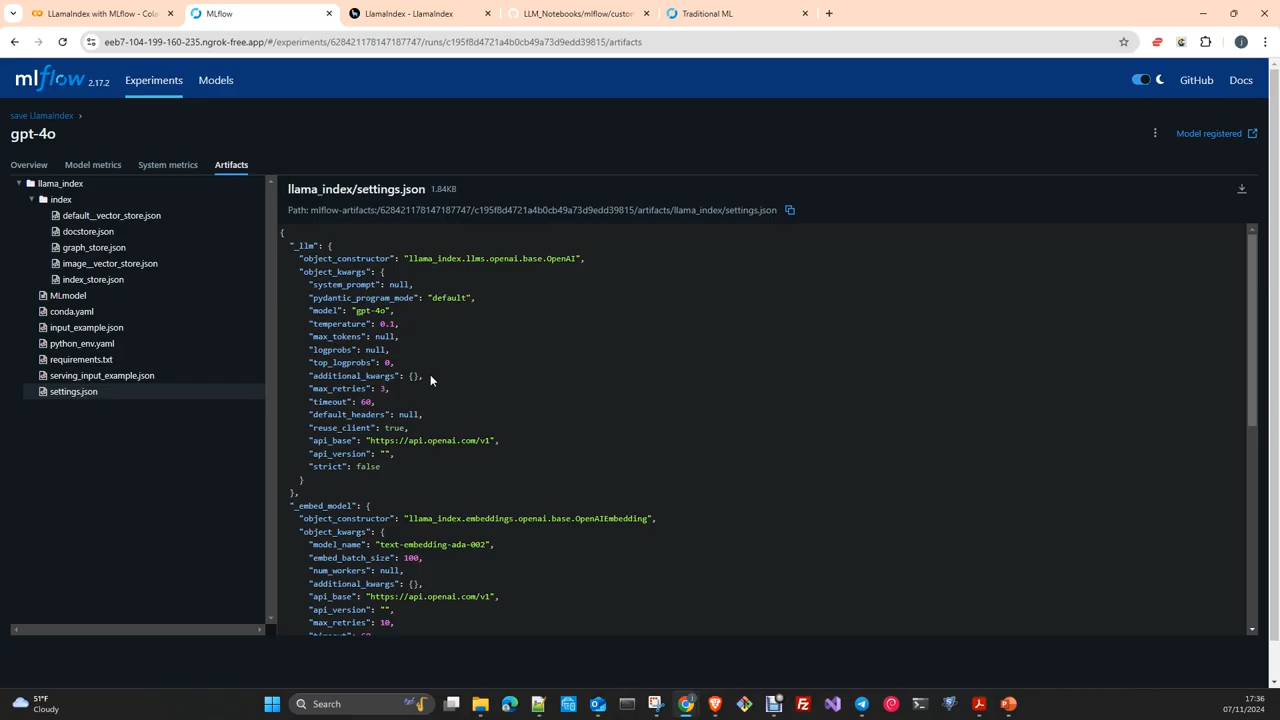 LLamaIndex with MLflow - Cola
MLflow
LlamaIndex - LlamaIndex
LLM_Notebooks/mlflow/custon
Traditional ML
eeb7-104-199-160-235.ngrok-free.app/#/experiments/628421178147187747/runs/c195f8d4721a4b0cb49a73d9edd39815/artifacts
mlflow 2.17.2
Experiments
Models
GitHub
Docs
save LlamaIndex
gpt-4o
Model registered
Overview
Model metrics
System metrics
Artifacts
llama_index
index
default__vector_store.json
docstore.json
graph_store.json
image__vector_store.json
index_store.json
MLmodel
conda.yaml
input_example.json
python_env.yaml
requirements.txt
serving_input_example.json
settings.json
llama_index/settings.json 1.84KB
Path: mlflow-artifacts:/628421178147187747/c195f8d4721a4b0cb49a73d9edd39815/artifacts/llama_index/settings.json
{
"_llm": {
"object_constructor": "llama_index.llms.openai.base.OpenAI",
"object_kwargs": {
"system_prompt": null,
"pydantic_program_mode": "default",
"model": "gpt-4o",
"temperature": 0.1,
"max_tokens": null,
"logprobs": null,
"top_logprobs": 0,
"additional_kwargs": {},
"max_retries": 3,
"timeout": 60,
"default_headers": null,
"reuse_client": true,
"api_base": "https://api.openai.com/v1",
"api_version": "",
"strict": false
}
},
"_embed_model": {
"object_constructor": "llama_index.embeddings.openai.base.OpenAIEmbedding",
"object_kwargs": {
"model_name": "text-embedding-ada-002",
"embed_batch_size": 100,
"num_workers": null,
"additional_kwargs": {},
"api_base": "https://api.openai.com/v1",
"api_version": "",
"max_retries": 10,
"timeout": 60
51°F
Cloudy
Search
17:36
07/11/2024